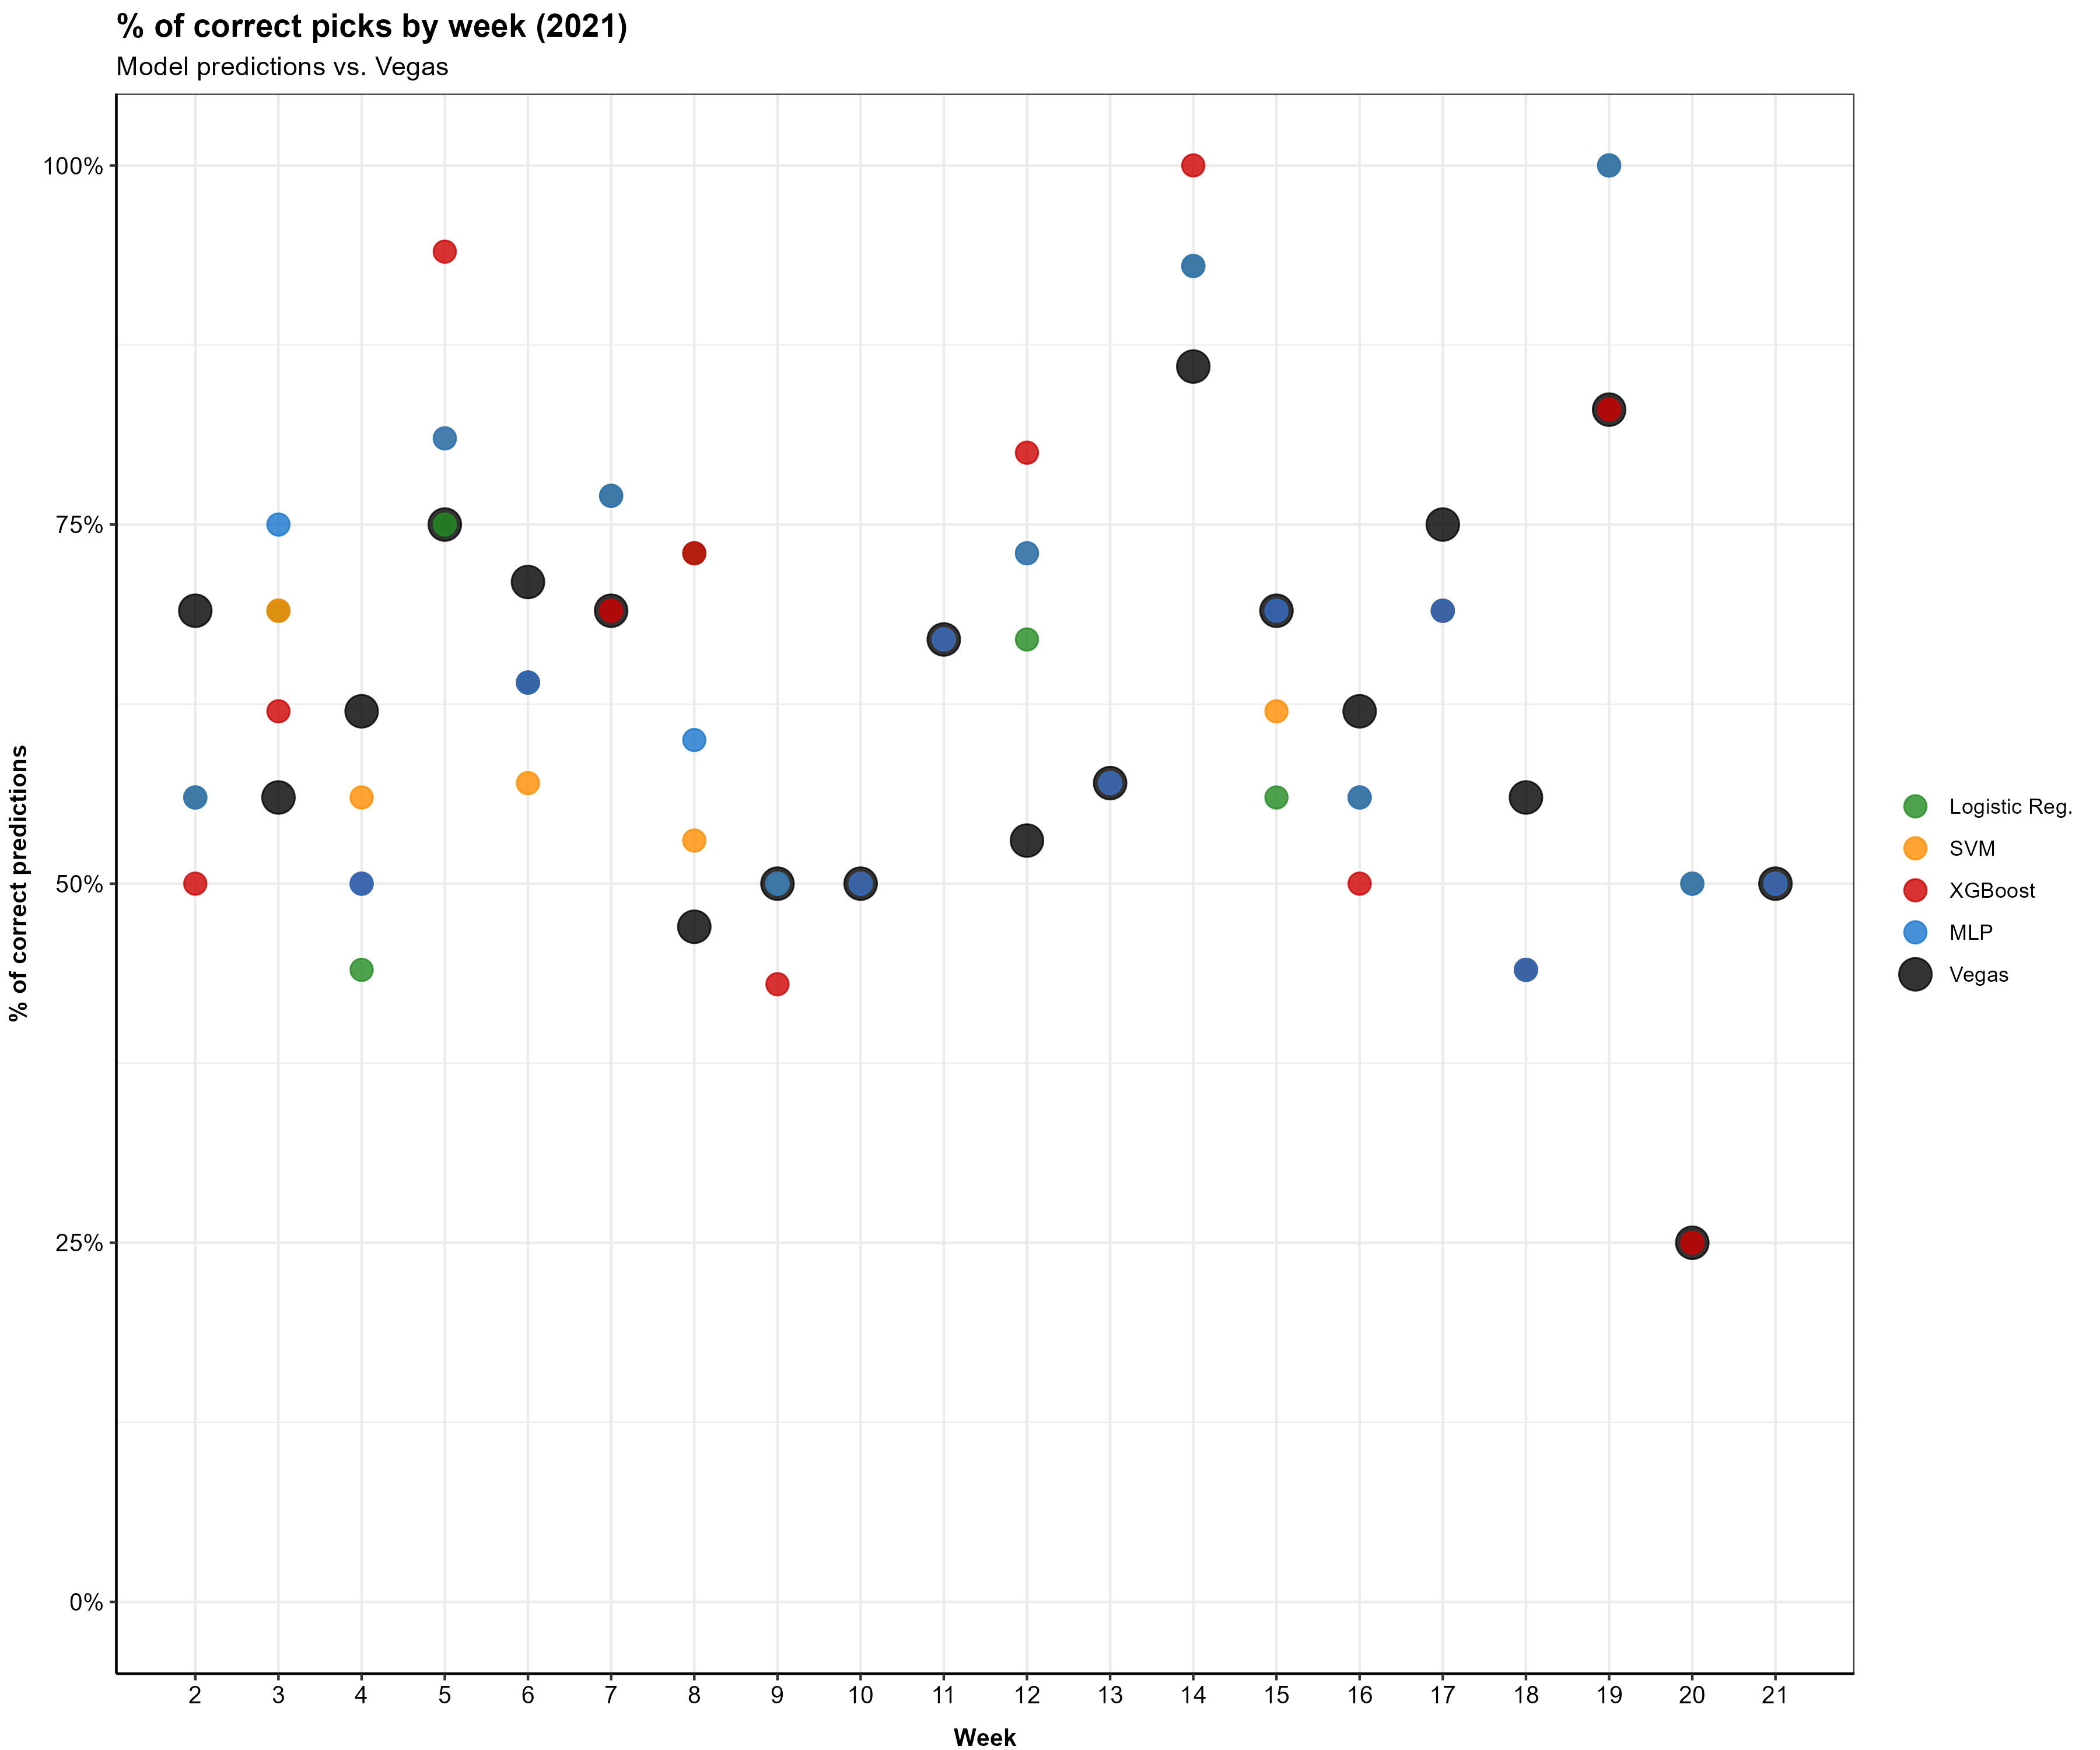 % of correct picks by week (2021)
Model predictions vs. Vegas
% of correct predictions
100%
75%
50%
25%
0%
2 3 4 5 6 7 8 9 10 11 12 13 14 15 16 17 18 19 20 21
Week
Logistic Reg.
SVM
XGBoost
MLP
Vegas